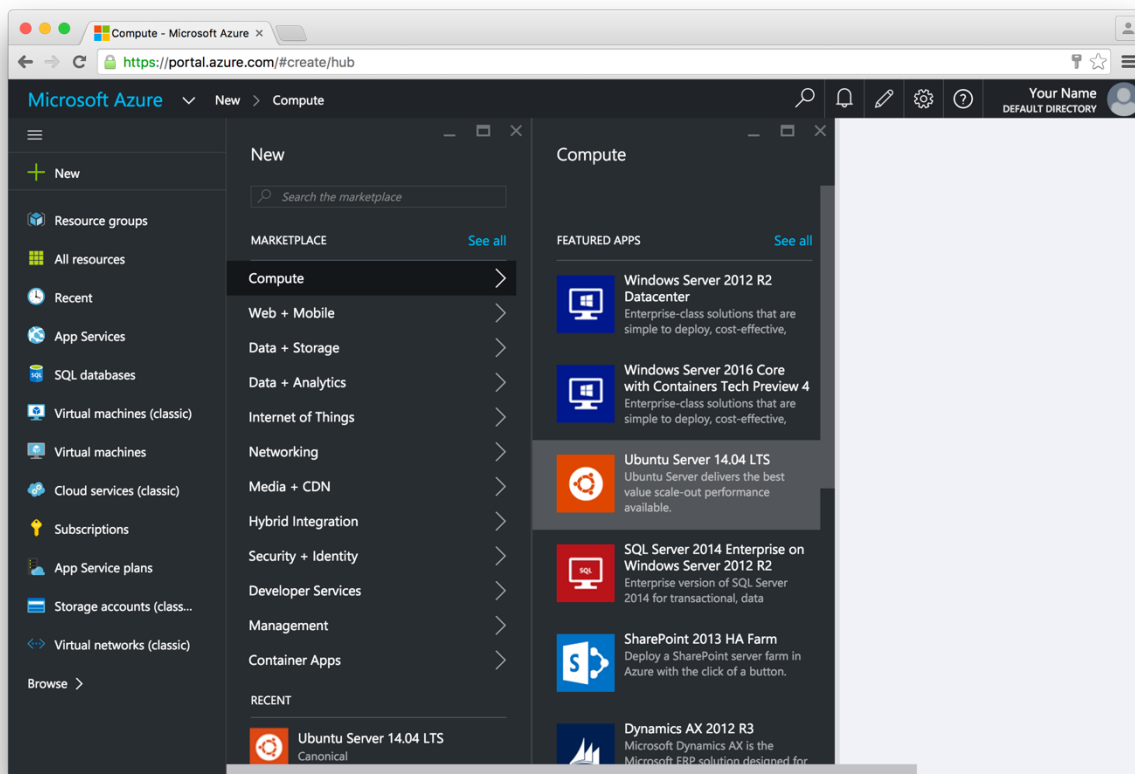 Compute - Microsoft Azure
https://portal.azure.com/#create/hub
Microsoft Azure
New > Compute
Your Name
DEFAULT DIRECTORY
New
Resource groups
All resources
Recent
App Services
SQL databases
Virtual machines (classic)
Virtual machines
Cloud services (classic)
Subscriptions
App Service plans
Storage accounts (class...
Virtual networks (classic)
Browse >
New
Search the marketplace
MARKETPLACE See all
Compute
Web + Mobile
Data + Storage
Data + Analytics
Internet of Things
Networking
Media + CDN
Hybrid Integration
Security + Identity
Developer Services
Management
Container Apps
RECENT
Ubuntu Server 14.04 LTS
Canonical
Compute
FEATURED APPS See all
Windows Server 2012 R2
Datacenter
Enterprise-class solutions that are
simple to deploy, cost-effective,
Windows Server 2016 Core
with Containers Tech Preview 4
Enterprise-class solutions that are
simple to deploy, cost-effective,
Ubuntu Server 14.04 LTS
Ubuntu Server delivers the best
value scale-out performance
available.
SQL
SQL Server 2014 Enterprise on
Windows Server 2012 R2
Enterprise version of SQL Server
2014 for transactional, data
S
SharePoint 2013 HA Farm
Deploy a SharePoint server farm in
Azure with the click of a button.
Dynamics AX 2012 R3
Microsoft Dynamics AX is the
Microsoft ERP solution designed for